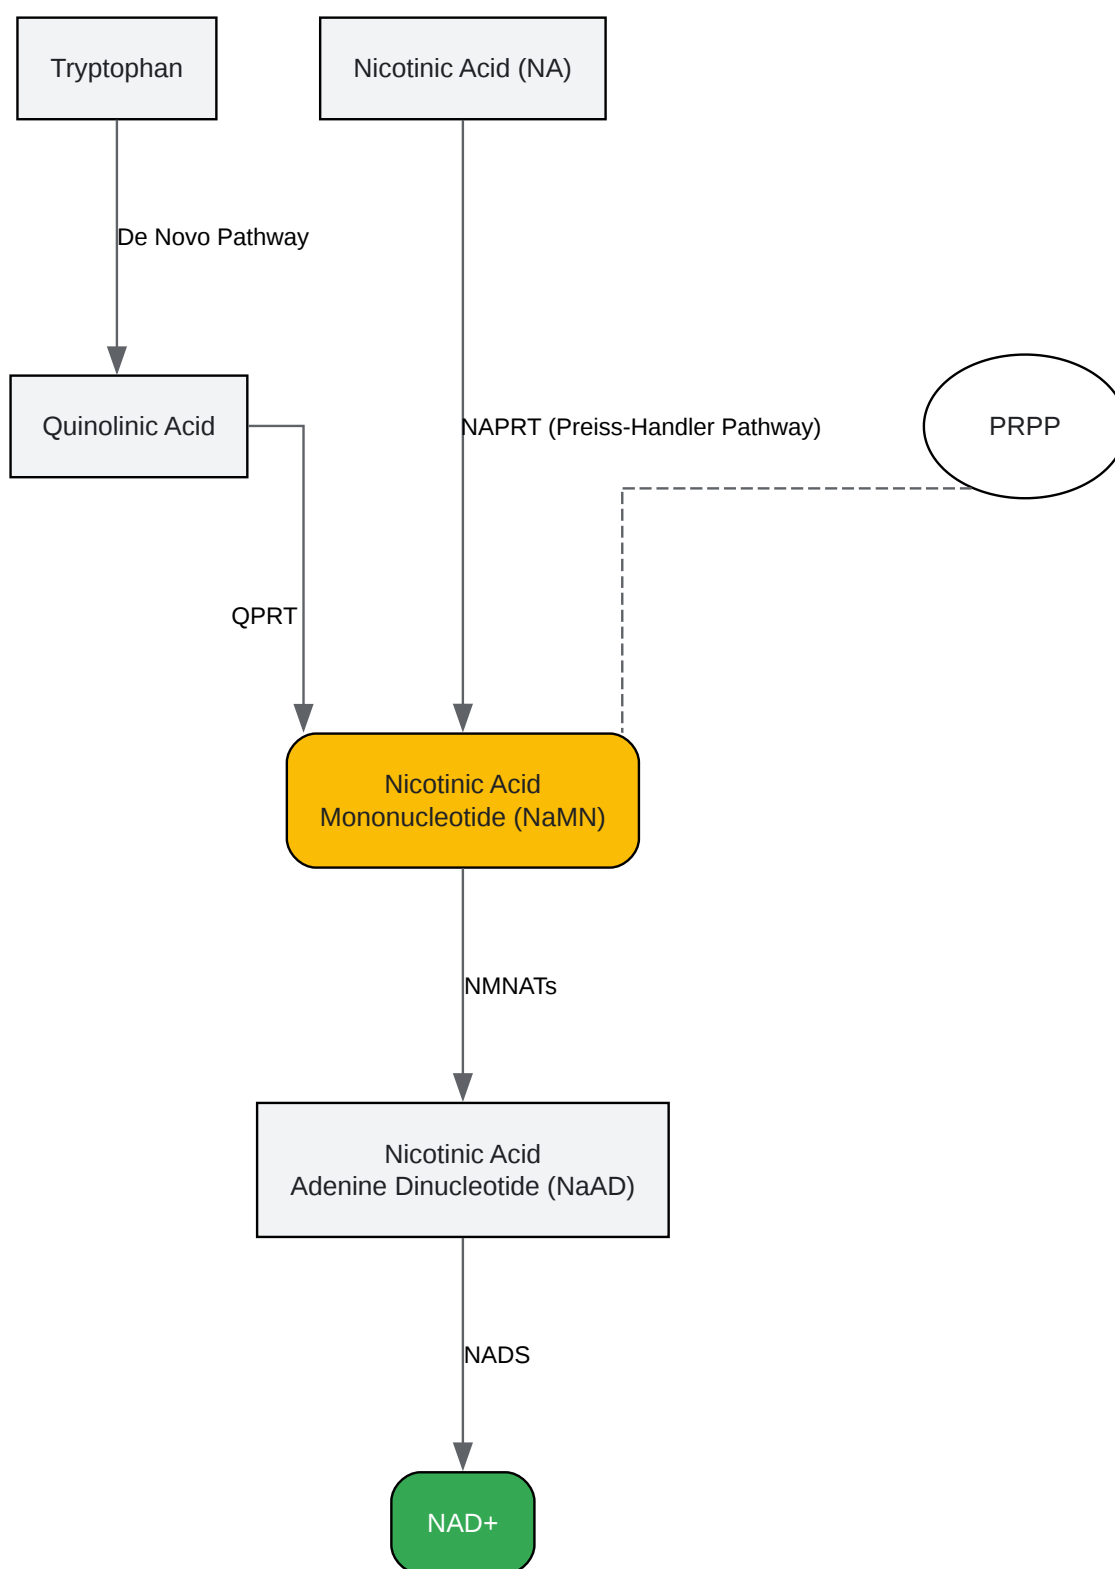 Tryptophan
Nicotinic Acid (NA)
De Novo Pathway
Quinolinic Acid
NAPRT (Preiss-Handler Pathway)
PRPP
QPRT
Nicotinic Acid
Mononucleotide (NaMN)
NMNATs
Nicotinic Acid
Adenine Dinucleotide (NaAD)
NADS
NAD+